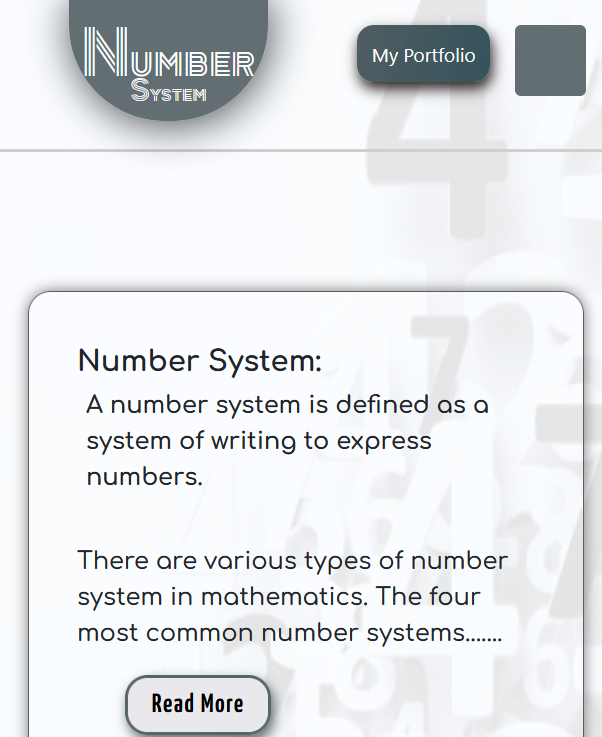 Number
System
My Portfolio
Number System:
A number system is defined as a
system of writing to express
numbers.
There are various types of number
system in mathematics. The four
most common number systems.......
Read More